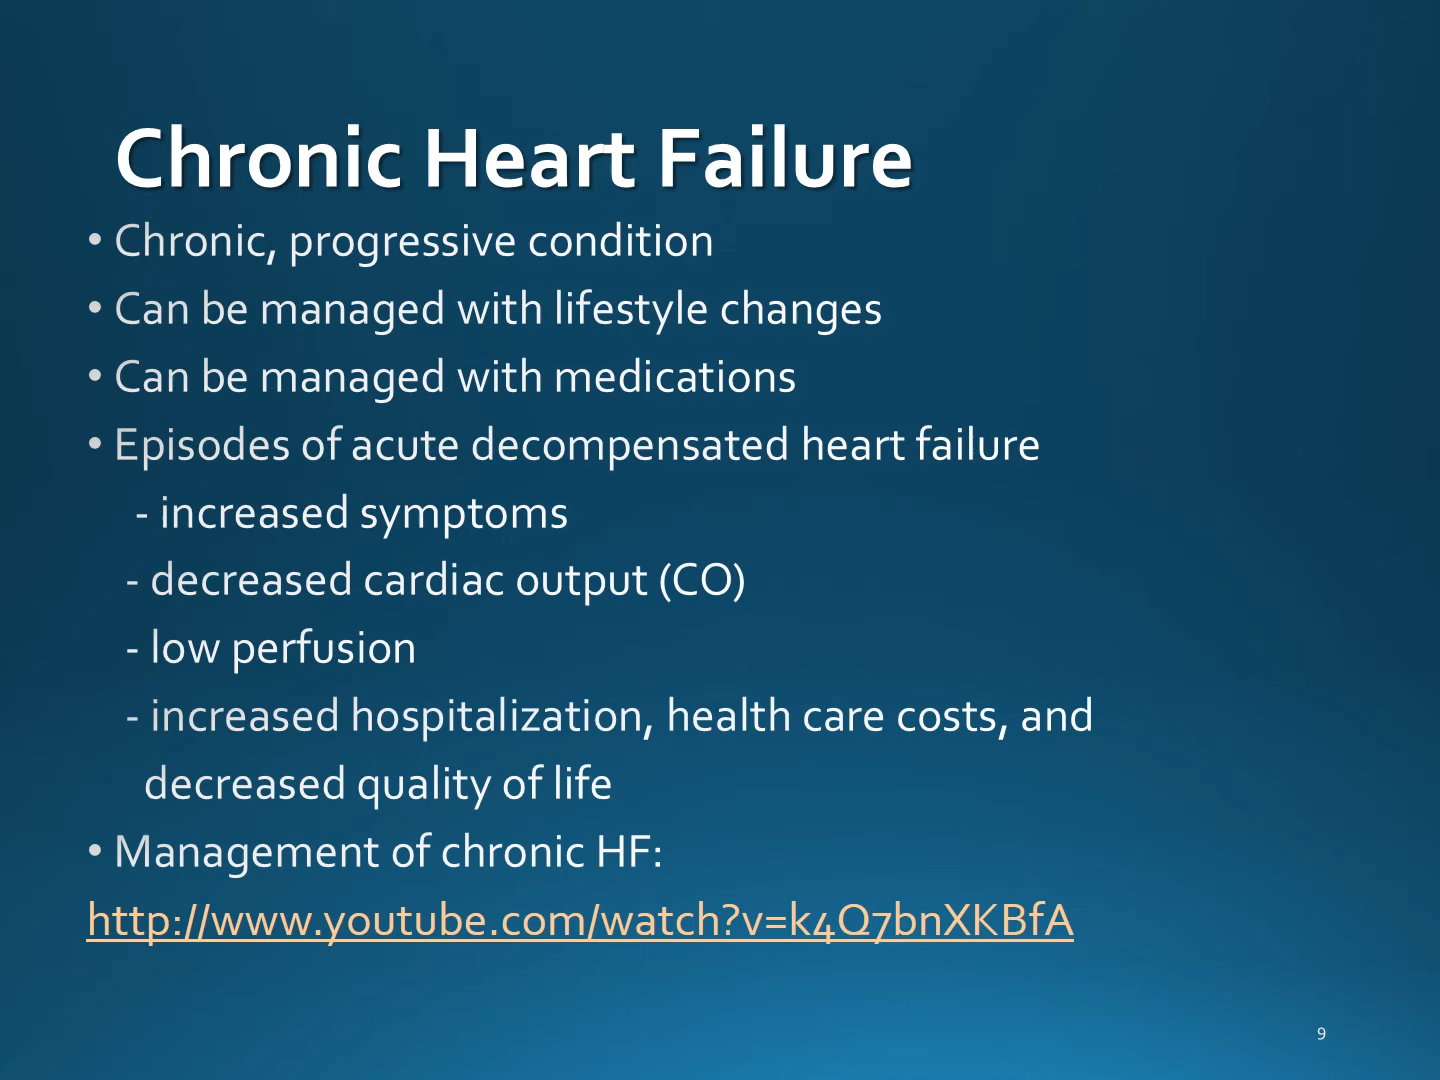 Chronic Heart Failure
• Chronic, progressive condition
• Can be managed with lifestyle changes
• Can be managed with medications
• Episodes of acute decompensated heart failure
- increased symptoms
- decreased cardiac output (CO)
- low perfusion
- increased hospitalization, health care costs, and
decreased quality of life
• Management of chronic HF:
http://www.youtube.com/watch?v=k4Q7bnXKBfA
9